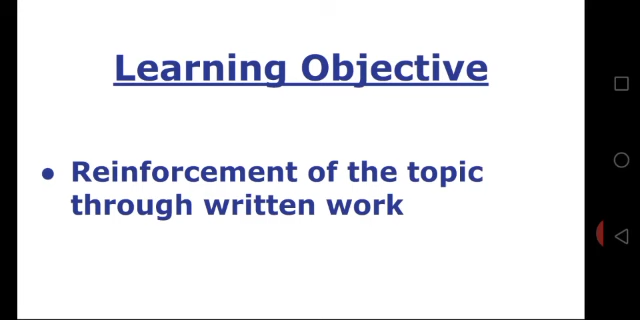 Learning Objective
● Reinforcement of the topic
through written work